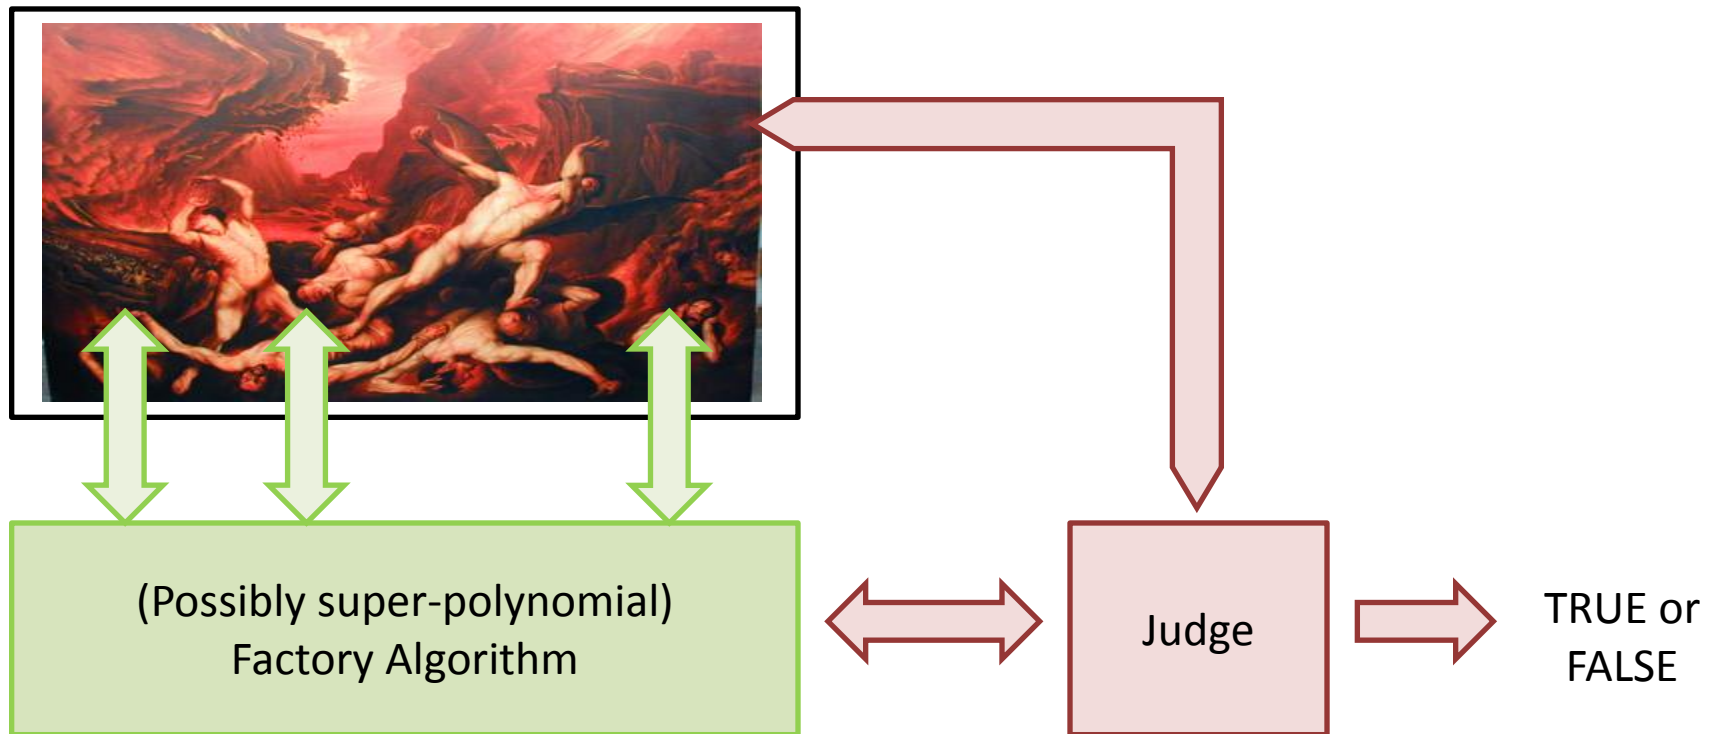 (Possibly super-polynomial)
Factory Algorithm
Judge
TRUE or
FALSE